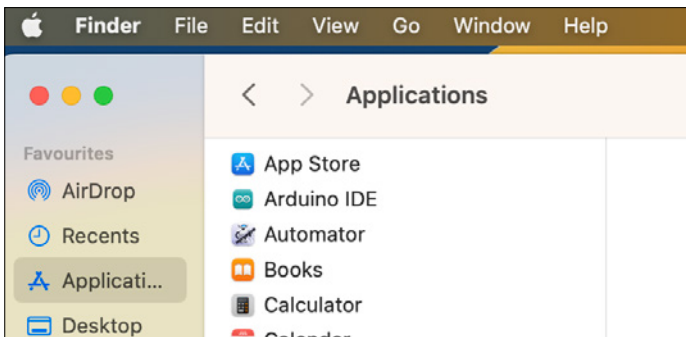 Finder File Edit View Go Window Help
Applications
Favourites
AirDrop
Recents
Applicati...
Desktop
App Store
Arduino IDE
Automator
Books
Calculator
Calendar